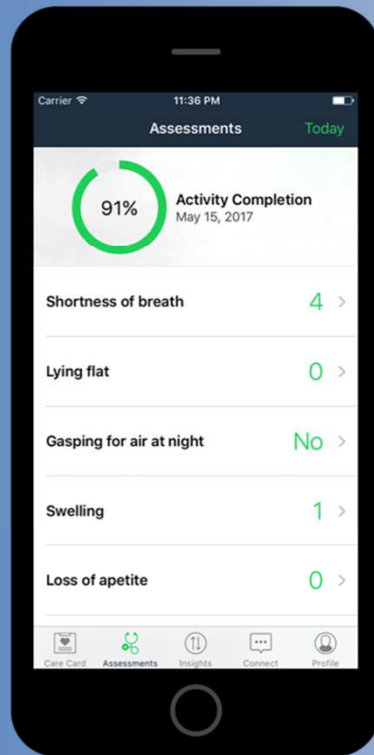 Carrier 11:36 PM
Assessments Today
91%
Activity Completion
May 15, 2017
Shortness of breath 4
Lying flat 0
Gasping for air at night No
Swelling 1
Loss of apetite 0
Care Card Assessments Insights Connect Profile